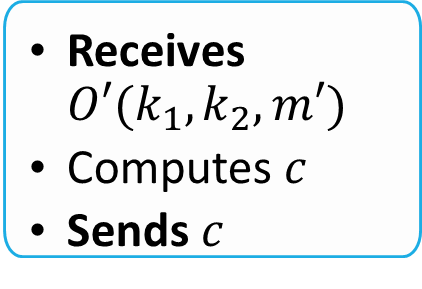 • Receives
O′(k₁, k₂, m′)
• Computes c
• Sends c